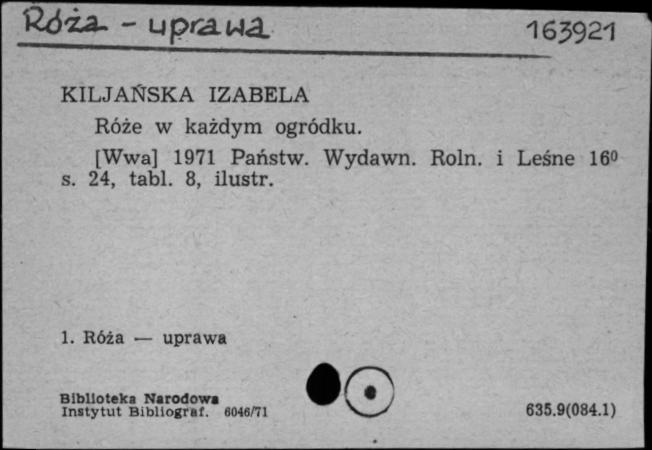 Róża - uprawa 163921
KILJAŃSKA IZABELA
Róże w każdym ogródku.
[Wwa] 1971 Państw. Wydawn. Roln. i Leśne 16⁰
s. 24, tabl. 8, ilustr.
1. Róża — uprawa
Biblioteka Narodowa
Instytut Bibliograf. 6046/71
635.9(084.1)